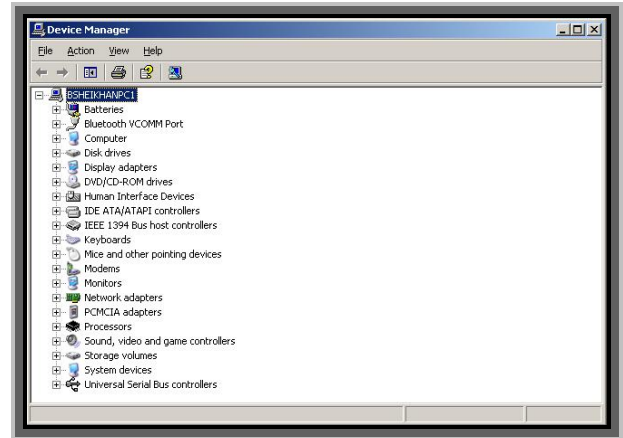 Device Manager
File Action View Help
BSHEIKHANPC1
Batteries
Bluetooth VCOMM Port
Computer
Disk drives
Display adapters
DVD/CD-ROM drives
Human Interface Devices
IDE ATA/ATAPI controllers
IEEE 1394 Bus host controllers
Keyboards
Mice and other pointing devices
Modems
Monitors
Network adapters
PCMCIA adapters
Processors
Sound, video and game controllers
Storage volumes
System devices
Universal Serial Bus controllers